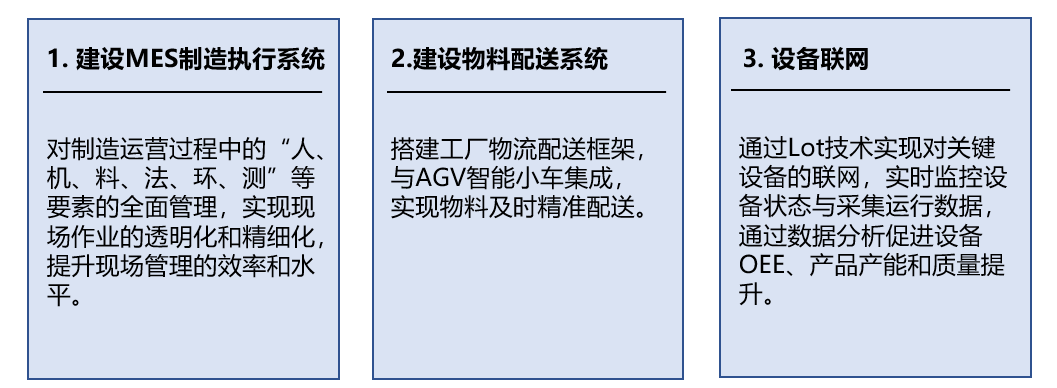 1. 建设MES制造执行系统
对制造运营过程中的“人、
机、料、法、环、测”等
要素的全面管理，实现现
场作业的透明化和精细化，
提升现场管理的效率和水
平。
2.建设物料配送系统
搭建工厂物流配送框架，
与AGV智能小车集成，
实现物料及时精准配送。
3. 设备联网
通过Lot技术实现对关键
设备的联网，实时监控设
备状态与采集运行数据，
通过数据分析促进设备
OEE、产品产能和质量提
升。